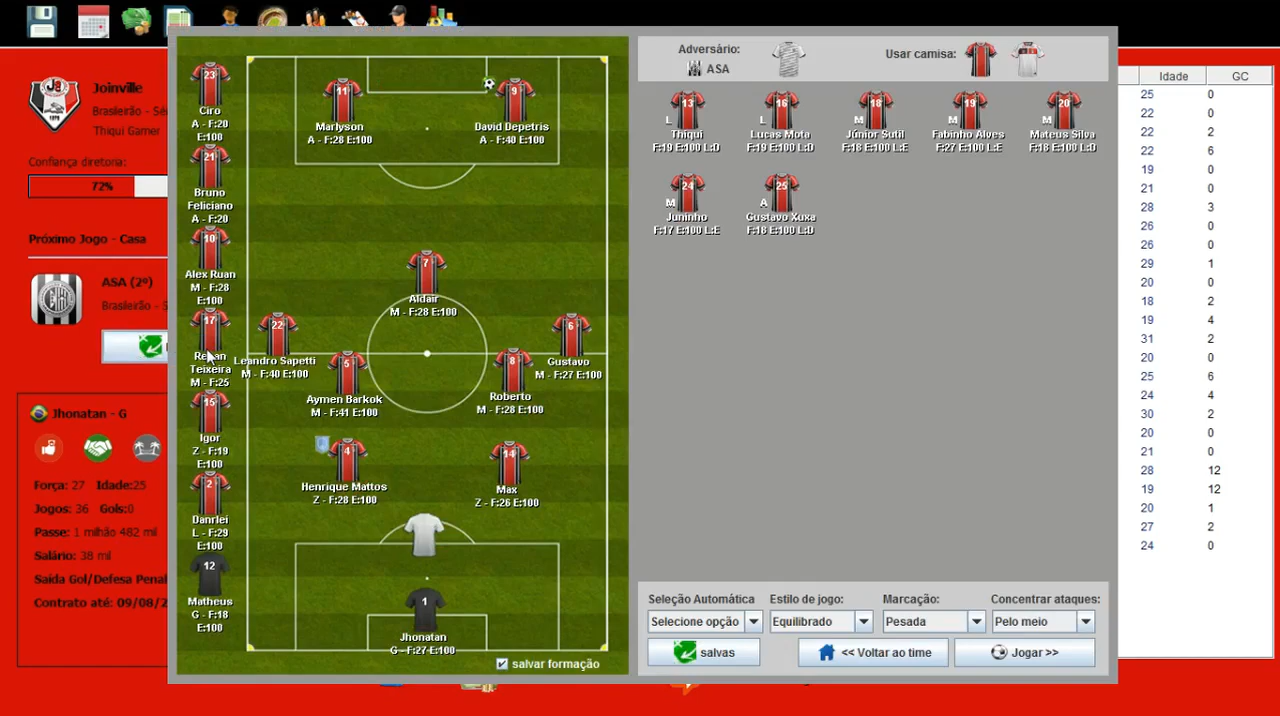 Joinville
Brasileirão - Sé
Thiqui Gamer
Confiança diretoria:
72%
Próximo Jogo - Casa
ASA (2º)
Brasileirão - S
Jhonatan - G
Força: 27 Idade:25
Jogos: 36 Gols:0
Passe: 1 milhão 482 mil
Salário: 38 mil
Saída Gol/Defesa Penal
Contrato até: 09/08/2
23
Ciro
A - F:20
E:100
21
Bruno
Feliciano
A - F:20
10
Alex Ruan
M - F:28
E:100
17
Renan
Teixeira
M - F:25
15
Igor
Z - F:19
E:100
2
Danrlei
L - F:29
E:100
12
Matheus
G - F:18
E:100
11
Marlyson
A - F:28 E:100
9
David Depetris
A - F:40 E:100
7
Aldair
M - F:28 E:100
22
Leandro Sapetti
M - F:40 E:100
6
Gustavo
M - F:27 E:100
5
Aymen Barkok
M - F:41 E:100
8
Roberto
M - F:28 E:100
4
Henrique Mattos
Z - F:28 E:100
14
Max
Z - F:26 E:100
1
Jhonatan
G - F:27 E:100
salvar formação
Adversário:
ASA
Usar camisa:
13
L
Thiqui
F:19 E:100 L:D
16
L
Lucas Mota
F:19 E:100 L:D
18
M
Júnior Sutil
F:18 E:100 L:E
19
M
Fabinho Alves
F:27 E:100 L:E
20
M
Mateus Silva
F:18 E:100 L:D
24
M
Juninho
F:17 E:100 L:E
25
A
Gustavo Xuxa
F:18 E:100 L:D
Seleção Automática
Estilo de jogo:
Marcação:
Concentrar ataques:
Selecione opção
Equilibrado
Pesada
Pelo meio
salvas
<< Voltar ao time
Jogar >>
Idade GC
25 0
22 0
22 2
22 6
19 0
21 0
28 3
26 0
26 0
29 1
20 0
18 2
19 4
31 2
20 0
25 6
24 4
30 2
20 0
21 0
28 12
19 12
20 1
27 2
24 0